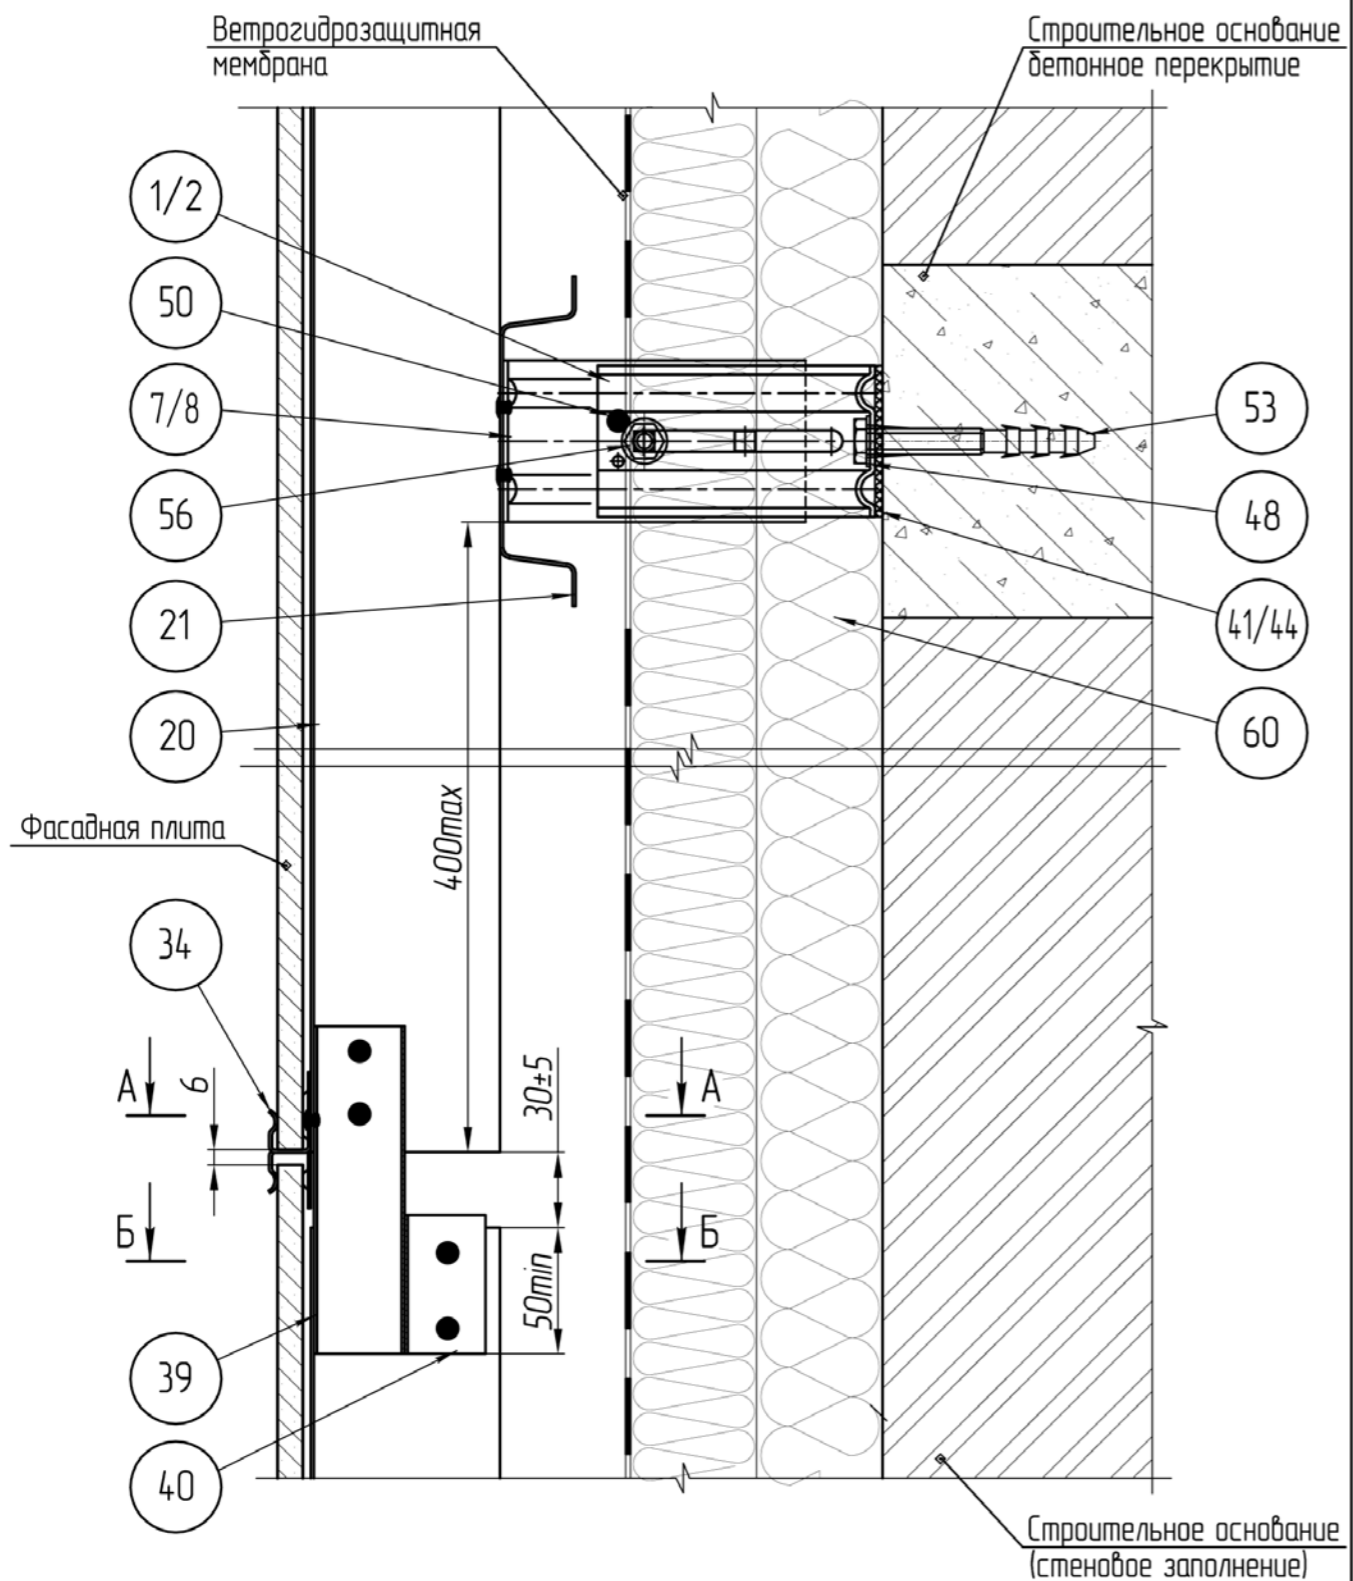 Ветрогидрозащитная
мембрана
Строительное основание
бетонное перекрытие
1/2
50
7/8
56
21
20
53
48
41/44
60
400max
Фасадная плита
34
А
6
30±5
А
Б
50min
Б
39
40
Строительное основание
(стеновое заполнение)